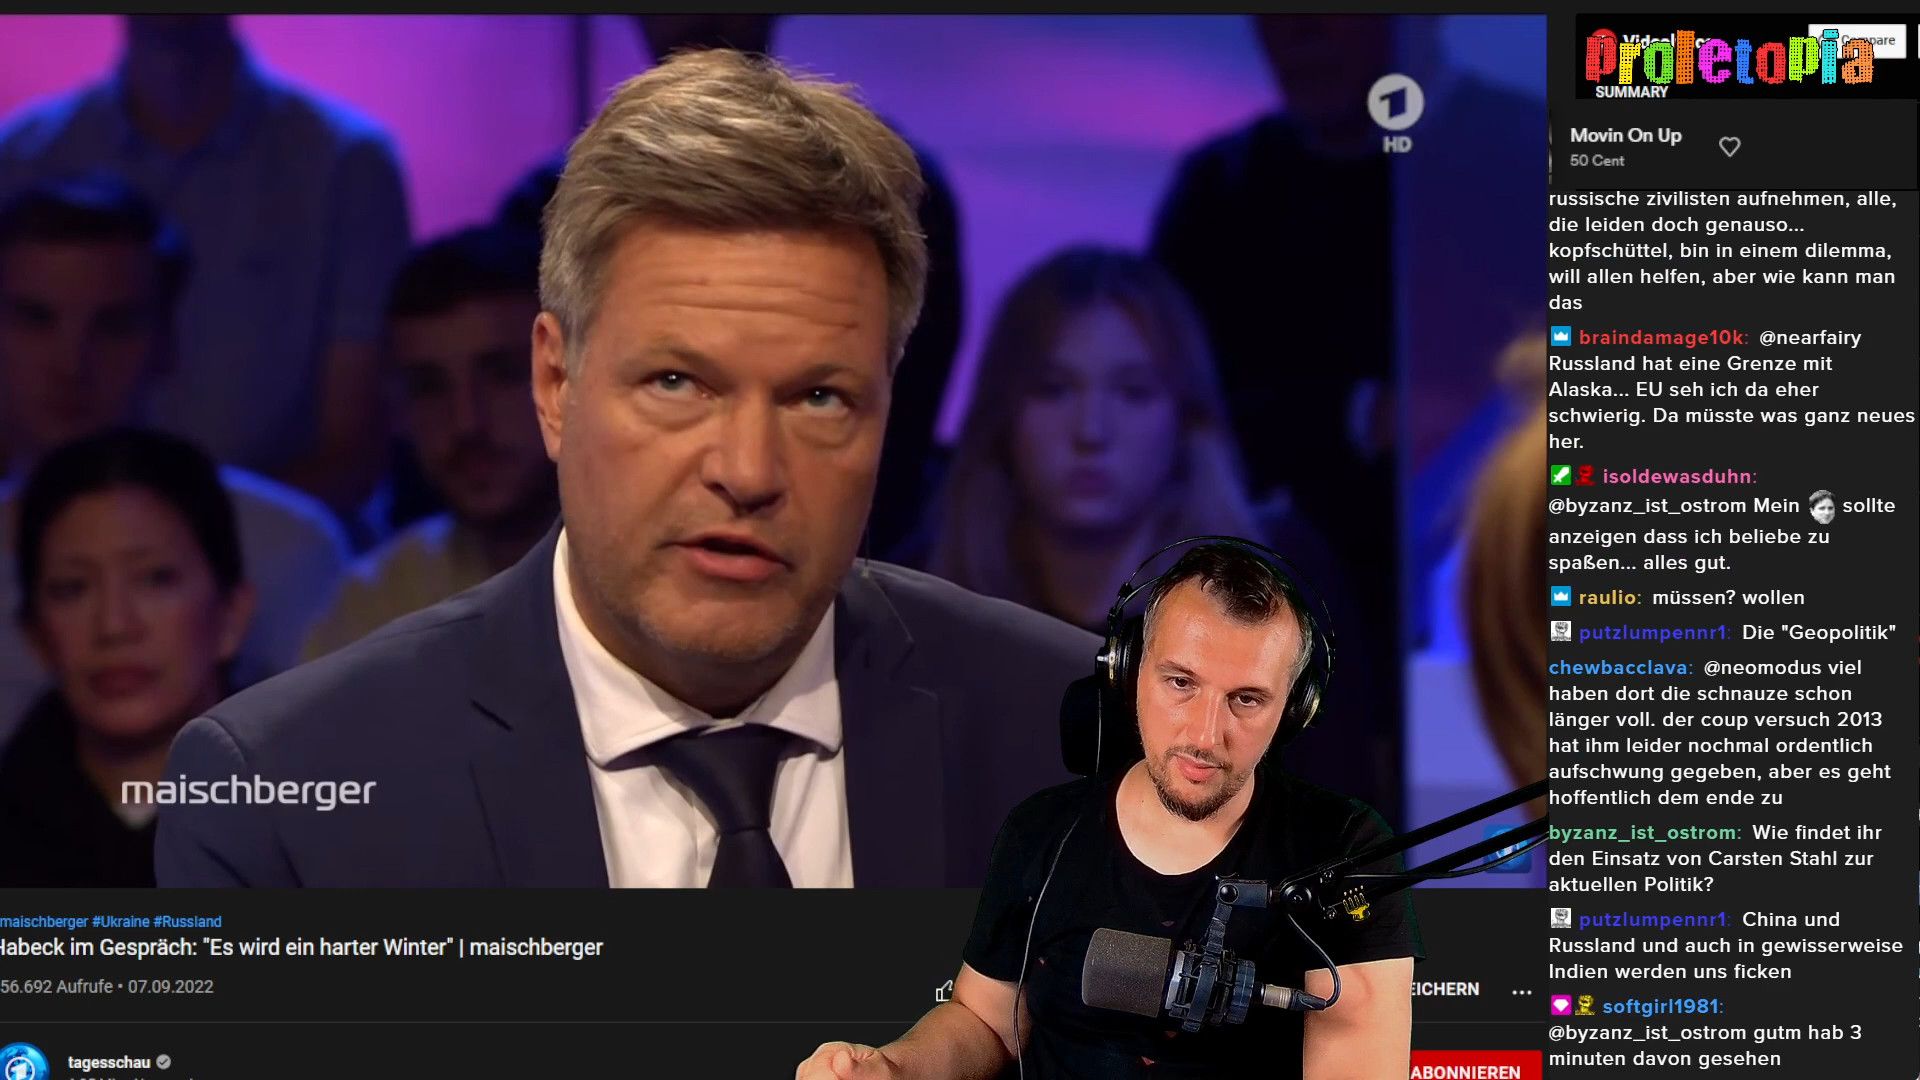 HD
maischberger
maischberger #Ukraine #Russland
Habeck im Gespräch: "Es wird ein harter Winter" | maischberger
56.692 Aufrufe • 07.09.2022
EICHERN
tagesschau
ABONNIEREN
Proletopia
Compare
SUMMARY
Movin On Up
50 Cent
russische zivilisten aufnehmen, alle,
die leiden doch genauso...
kopfschüttel, bin in einem dilemma,
will allen helfen, aber wie kann man
das
braindamage10k: @nearfairy
Russland hat eine Grenze mit
Alaska... EU seh ich da eher
schwierig. Da müsste was ganz neues
her.
isoldewasduhn:
@byzanz_ist_ostrom Mein sollte
anzeigen dass ich beliebe zu
spaßen... alles gut.
raulio: müssen? wollen
putzlumpennr1: Die "Geopolitik"
chewbacclava: @neomodus viel
haben dort die schnauze schon
länger voll. der coup versuch 2013
hat ihm leider nochmal ordentlich
aufschwung gegeben, aber es geht
hoffentlich dem ende zu
byzanz_ist_ostrom: Wie findet ihr
den Einsatz von Carsten Stahl zur
aktuellen Politik?
putzlumpennr1: China und
Russland und auch in gewisserweise
Indien werden uns ficken
softgirl1981:
@byzanz_ist_ostrom gutm hab 3
minuten davon gesehen